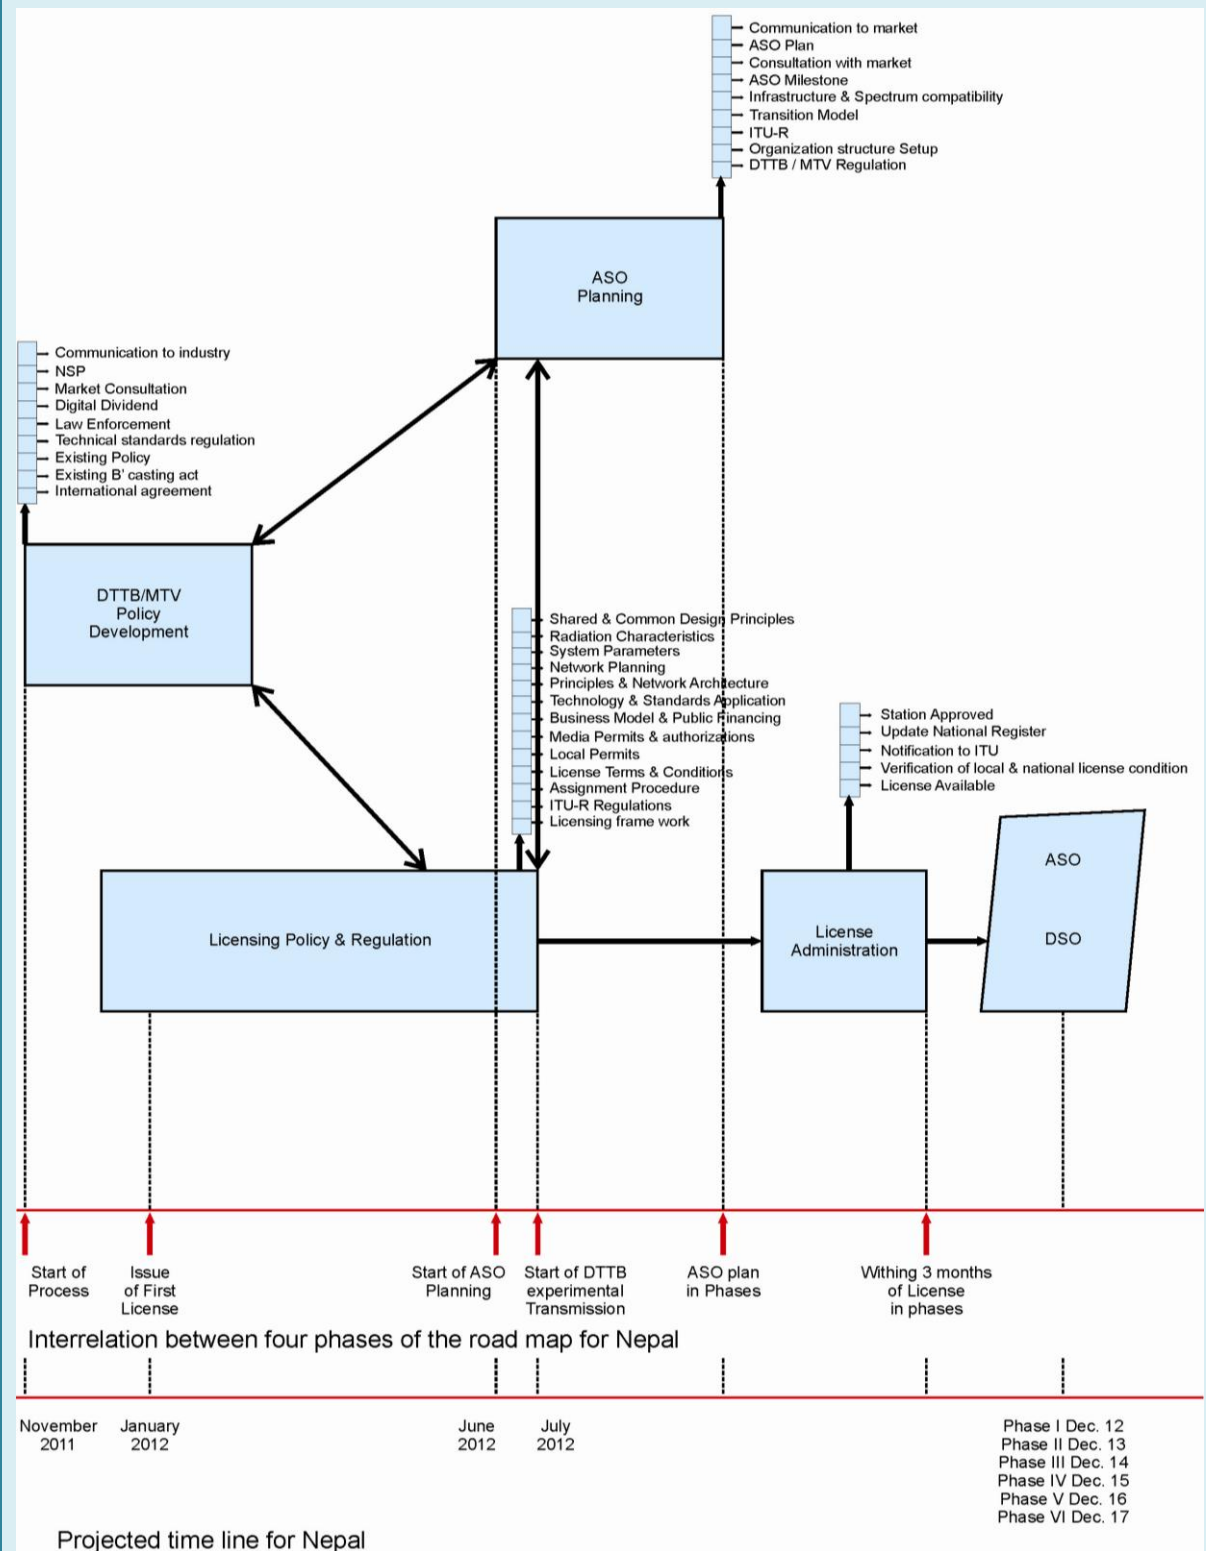 Communication to market
ASO Plan
Consultation with market
ASO Milestone
Infrastructure & Spectrum compatibility
Transition Model
ITU-R
Organization structure Setup
DTTB / MTV Regulation
ASO
Planning
Communication to industry
NSP
Market Consultation
Digital Dividend
Law Enforcement
Technical standards regulation
Existing Policy
Existing B' casting act
International agreement
DTTB/MTV
Policy
Development
Shared & Common Design Principles
Radiation Characteristics
System Parameters
Network Planning
Principles & Network Architecture
Technology & Standards Application
Business Model & Public Financing
Media Permits & authorizations
Local Permits
License Terms & Conditions
Assignment Procedure
ITU-R Regulations
Licensing frame work
Station Approved
Update National Register
Notification to ITU
Verification of local & national license condition
License Available
Licensing Policy & Regulation
License
Administration
ASO
DSO
Start of
Process
Issue
of First
License
Start of ASO
Planning
Start of DTTB
experimental
Transmission
ASO plan
in Phases
Withing 3 months
of License
in phases
Interrelation between four phases of the road map for Nepal
November
2011
January
2012
June
2012
July
2012
Phase I Dec. 12
Phase II Dec. 13
Phase III Dec. 14
Phase IV Dec. 15
Phase V Dec. 16
Phase VI Dec. 17
Projected time line for Nepal